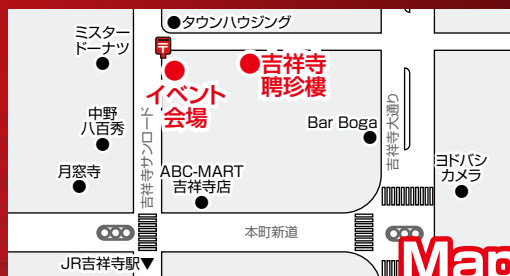 タウンハウジング
ミスター
ドーナツ
吉祥寺
聘珍樓
イベント
会場
中野
八百秀
Bar Boga
吉祥寺大通り
吉祥寺サンロード
月窓寺
ABC-MART
吉祥寺店
ヨドバシ
カメラ
本町新道
JR吉祥寺駅▼
Map